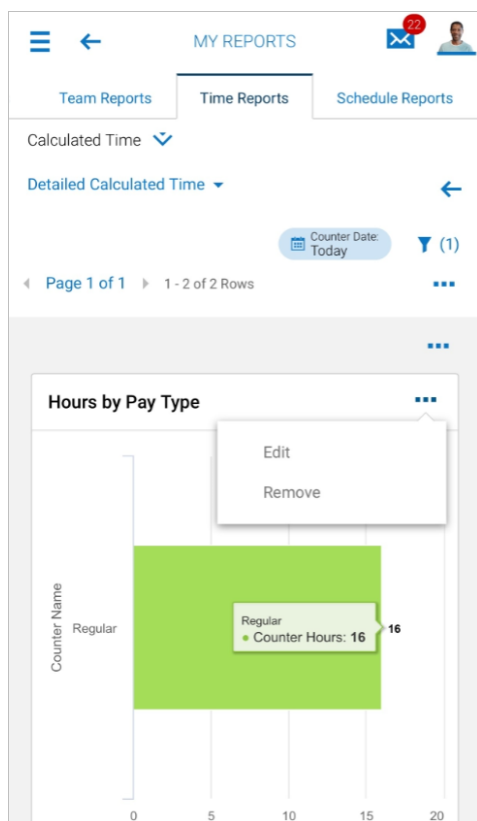 MY REPORTS
22
Team Reports
Time Reports
Schedule Reports
Calculated Time
Detailed Calculated Time
Counter Date:
Today
(1)
Page 1 of 1
1 - 2 of 2 Rows
Hours by Pay Type
Edit
Remove
Counter Name
Regular
Regular
Counter Hours: 16
16
0 5 10 15 20